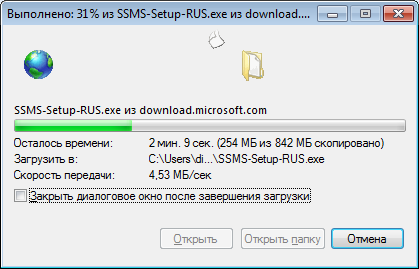 Выполнено: 31% из SSMS-Setup-RUS.exe из download....
SSMS-Setup-RUS.exe из download.microsoft.com
Осталось времени: 2 мин. 9 сек. (254 МБ из 842 МБ скопировано)
Загрузить в: C:\Users\di...\SSMS-Setup-RUS.exe
Скорость передачи: 4,53 МБ/сек
Закрыть диалоговое окно после завершения загрузки
Открыть Открыть папку Отмена